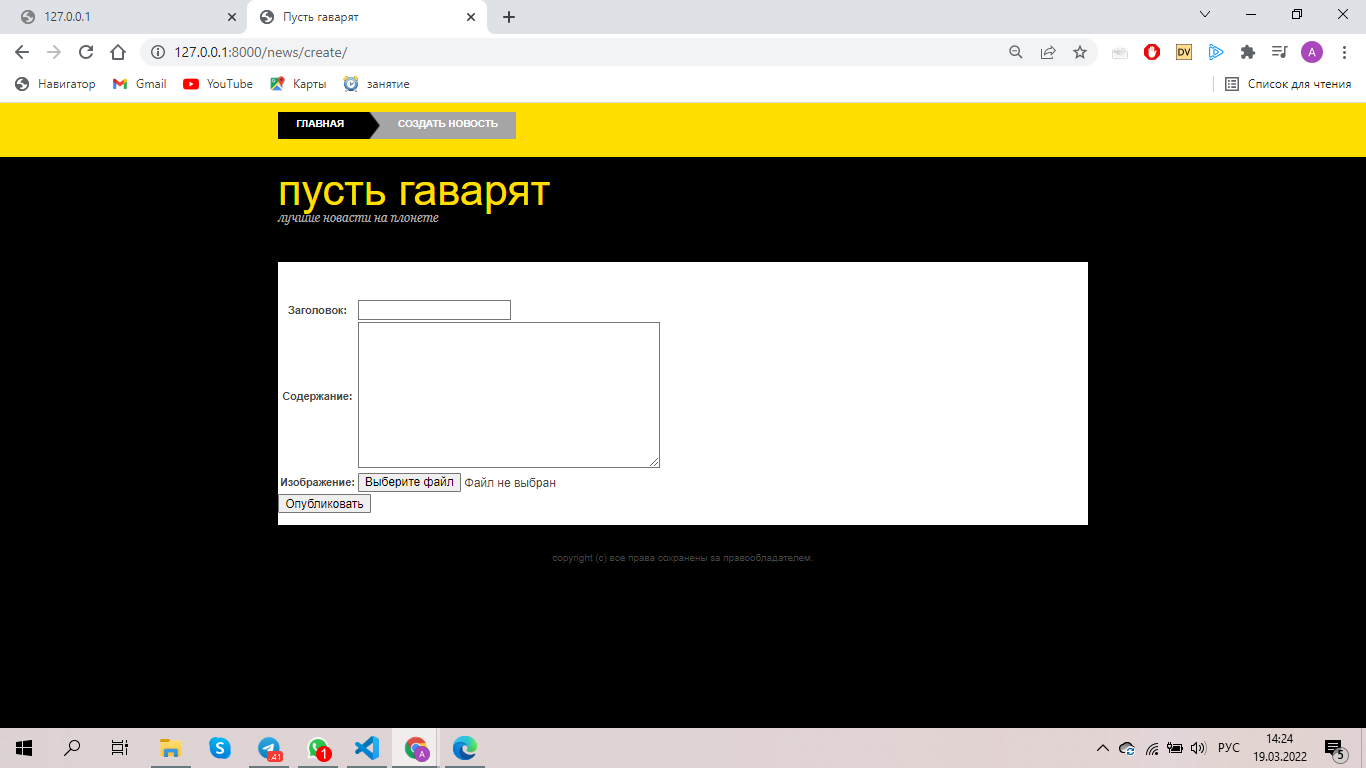 127.0.0.1
Пусть гаварят
127.0.0.1:8000/news/create/
DV
A
Навигатор
Gmail
YouTube
Карты
занятие
Список для чтения
ГЛАВНАЯ
СОЗДАТЬ НОВОСТЬ
пусть гаварят
лучшие новасти на плонете
Заголовок:
Содержание:
Изображение:
Выберите файл
Файл не выбран
Опубликовать
copyright (c) все права сохранены за правообладателем.
S
41
1
A
РУС
14:24
19.03.2022
5